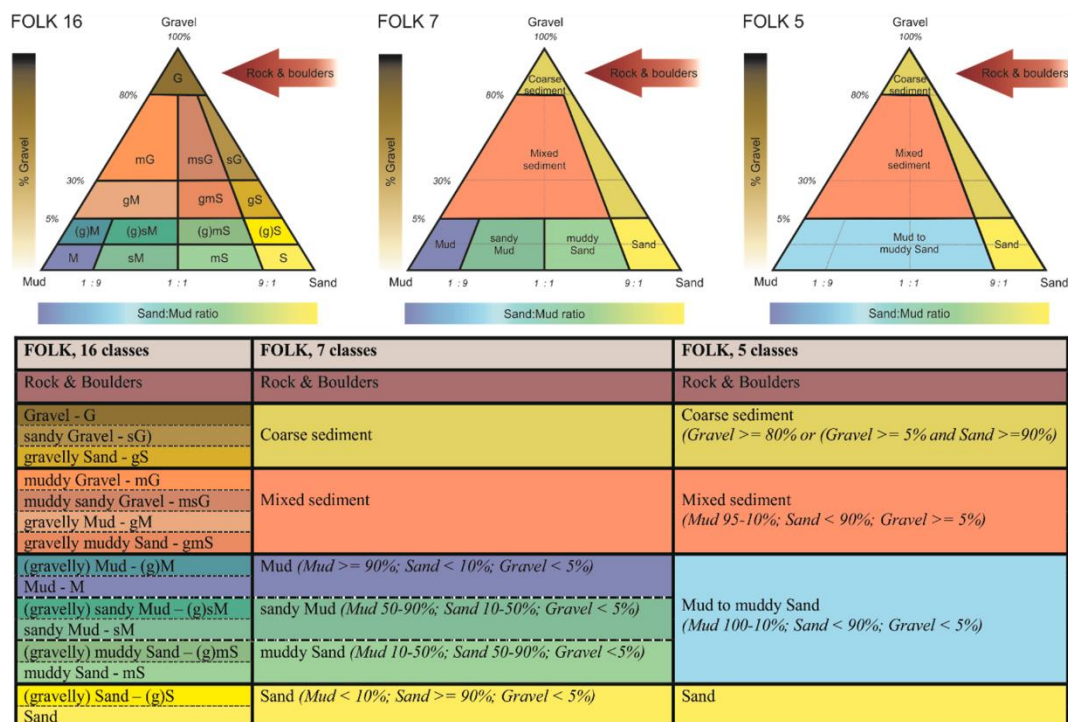 FOLK 16
Gravel
100%
Rock & boulders
% Gravel
G
80%
mG
msG
sG
30%
gM
gmS
gS
5%
(g)M
(g)sM
(g)mS
(g)S
M
sM
mS
S
Mud
1 : 9
1 : 1
9 : 1
Sand
Sand:Mud ratio
FOLK 7
Gravel
100%
Rock & boulders
% Gravel
Coarse
sediment
80%
Mixed
sediment
30%
5%
Mud
sandy
Mud
muddy
Sand
Sand
Mud
1 : 9
1 : 1
9 : 1
Sand
Sand:Mud ratio
FOLK 5
Gravel
100%
Rock & boulders
% Gravel
Coarse
sediment
80%
Mixed
sediment
30%
5%
Mud to
muddy Sand
Sand
Mud
1 : 9
1 : 1
9 : 1
Sand
Sand:Mud ratio
FOLK, 16 classes
FOLK, 7 classes
FOLK, 5 classes
Rock & Boulders
Rock & Boulders
Rock & Boulders
Gravel - G
sandy Gravel - sG)
gravelly Sand - gS
Coarse sediment
Coarse sediment
(Gravel >= 80% or (Gravel >= 5% and Sand >=90%)
muddy Gravel - mG
muddy sandy Gravel - msG
gravelly Mud - gM
gravelly muddy Sand - gmS
Mixed sediment
Mixed sediment
(Mud 95-10%; Sand < 90%; Gravel >= 5%)
(gravelly) Mud - (g)M
Mud - M
Mud (Mud >= 90%; Sand < 10%; Gravel < 5%)
(gravelly) sandy Mud – (g)sM
sandy Mud - sM
sandy Mud (Mud 50-90%; Sand 10-50%; Gravel < 5%)
(gravelly) muddy Sand – (g)mS
muddy Sand - mS
muddy Sand (Mud 10-50%; Sand 50-90%; Gravel <5%)
Mud to muddy Sand
(Mud 100-10%; Sand < 90%; Gravel < 5%)
(gravelly) Sand – (g)S
Sand
Sand (Mud < 10%; Sand >= 90%; Gravel < 5%)
Sand